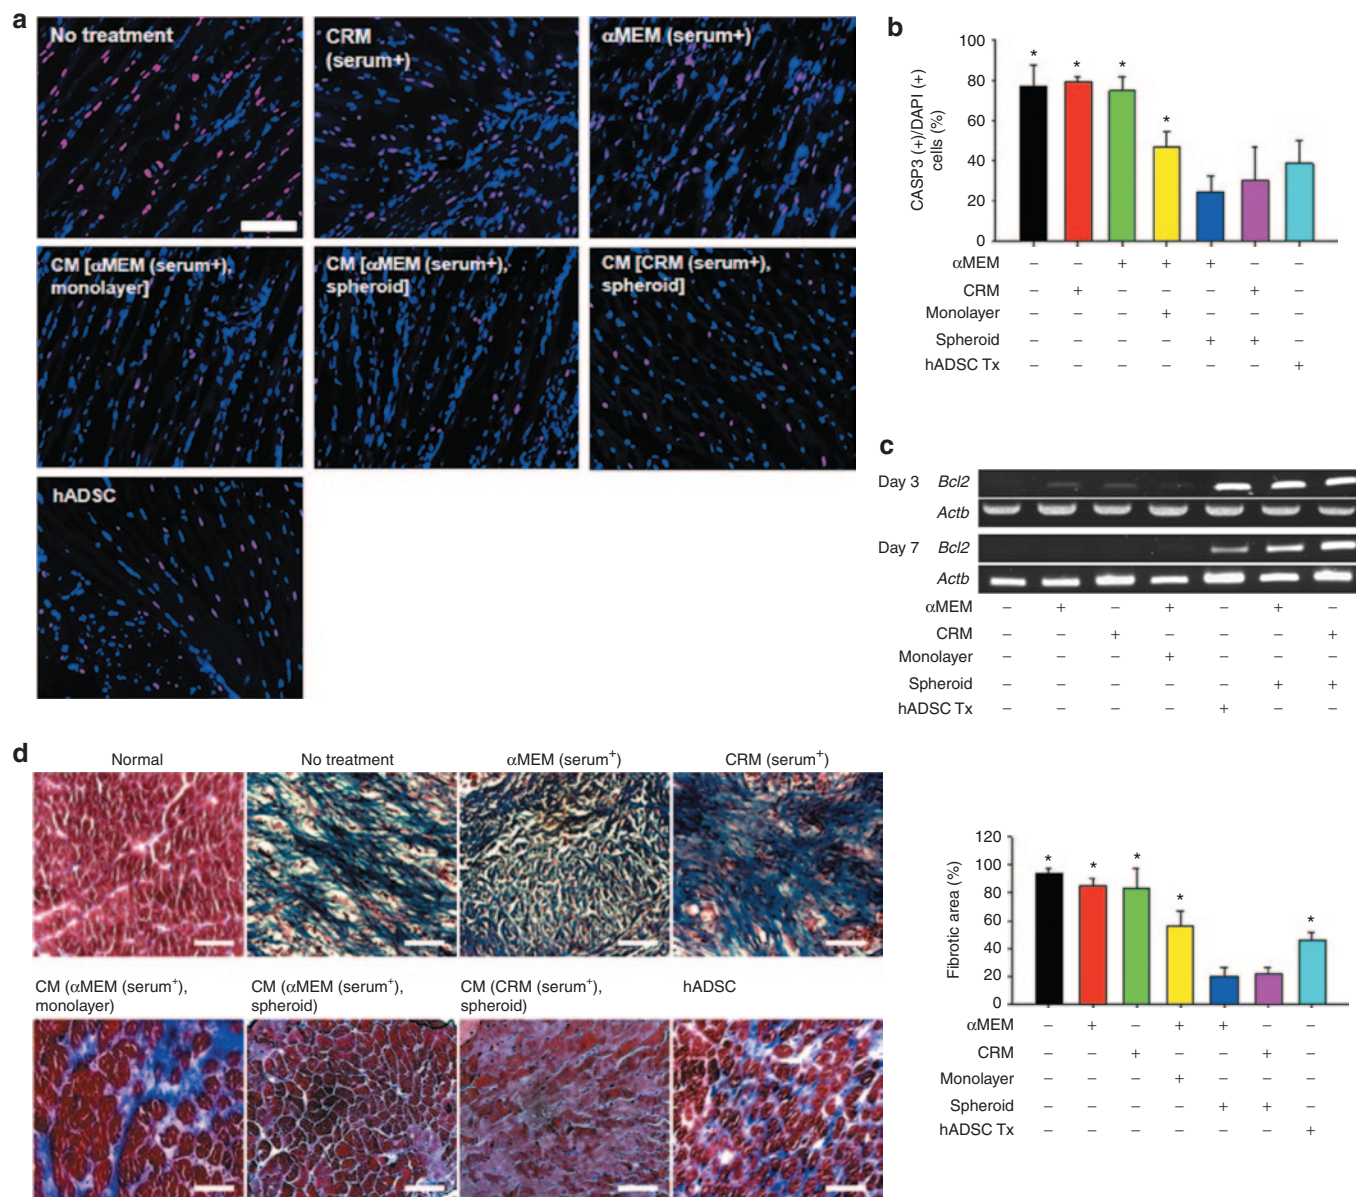 a
No treatment
CRM
(serum+)
αMEM (serum+)
CM [αMEM (serum+),
monolayer]
CM [αMEM (serum+),
spheroid]
CM [CRM (serum+),
spheroid]
hADSC
b
CASP3 (+)/DAPI (+)
cells (%)
100
80
60
40
20
0
* * * *
αMEM − − + + + − −
CRM − + − − − + −
Monolayer − − − + − − −
Spheroid − − − − + + −
hADSC Tx − − − − − − +
c
Day 3 Bcl2
Actb
Day 7 Bcl2
Actb
αMEM − + − + − + −
CRM − − + − − − +
Monolayer − − − + − − −
Spheroid − − − − − + +
hADSC Tx − − − − + − −
d
Normal
No treatment
αMEM (serum+)
CRM (serum+)
CM (αMEM (serum+),
monolayer)
CM (αMEM (serum+),
spheroid)
CM (CRM (serum+),
spheroid)
hADSC
Fibrotic area (%)
120
100
80
60
40
20
0
* * * * *
αMEM − + − + + − −
CRM − − + − − + −
Monolayer − − − + − − −
Spheroid − − − − + + −
hADSC Tx − − − − − − +